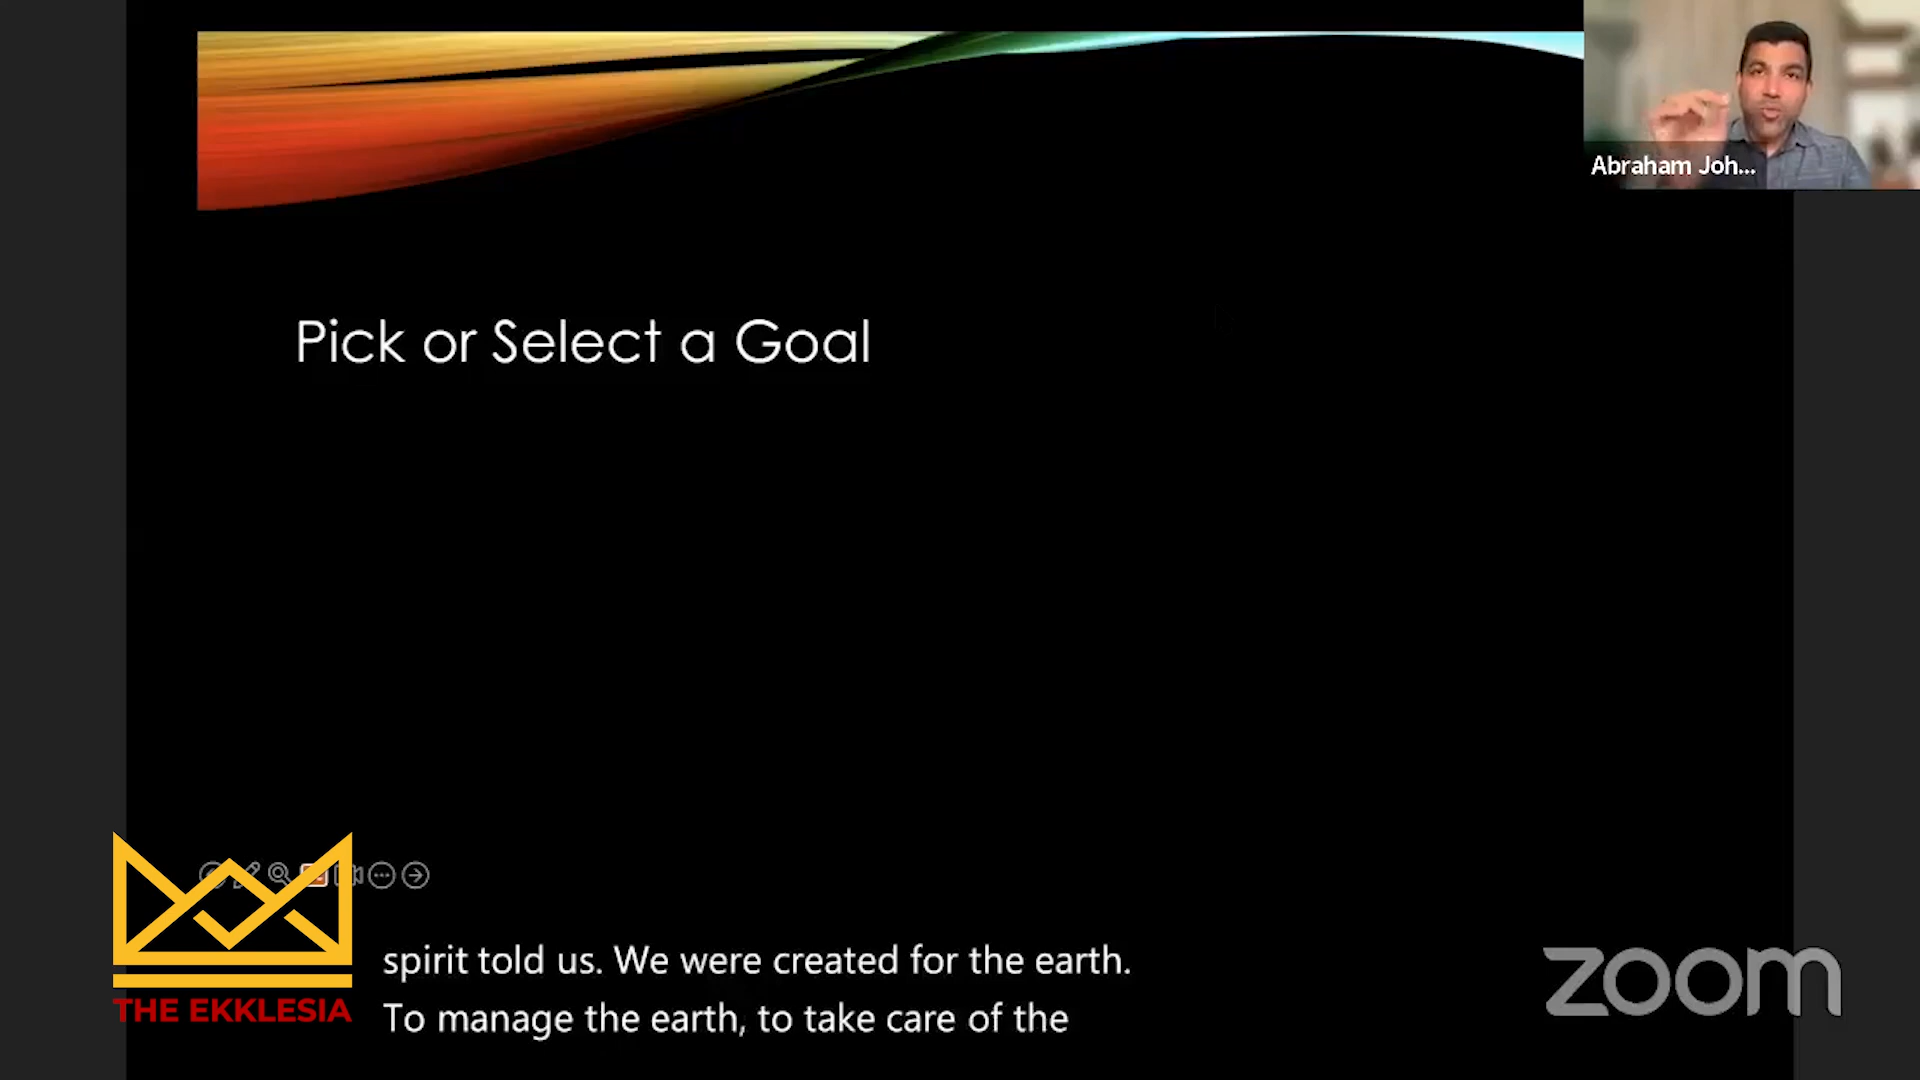 Abraham Joh...
Pick or Select a Goal
THE EKKLESIA
spirit told us. We were created for the earth.
To manage the earth, to take care of the
zoom